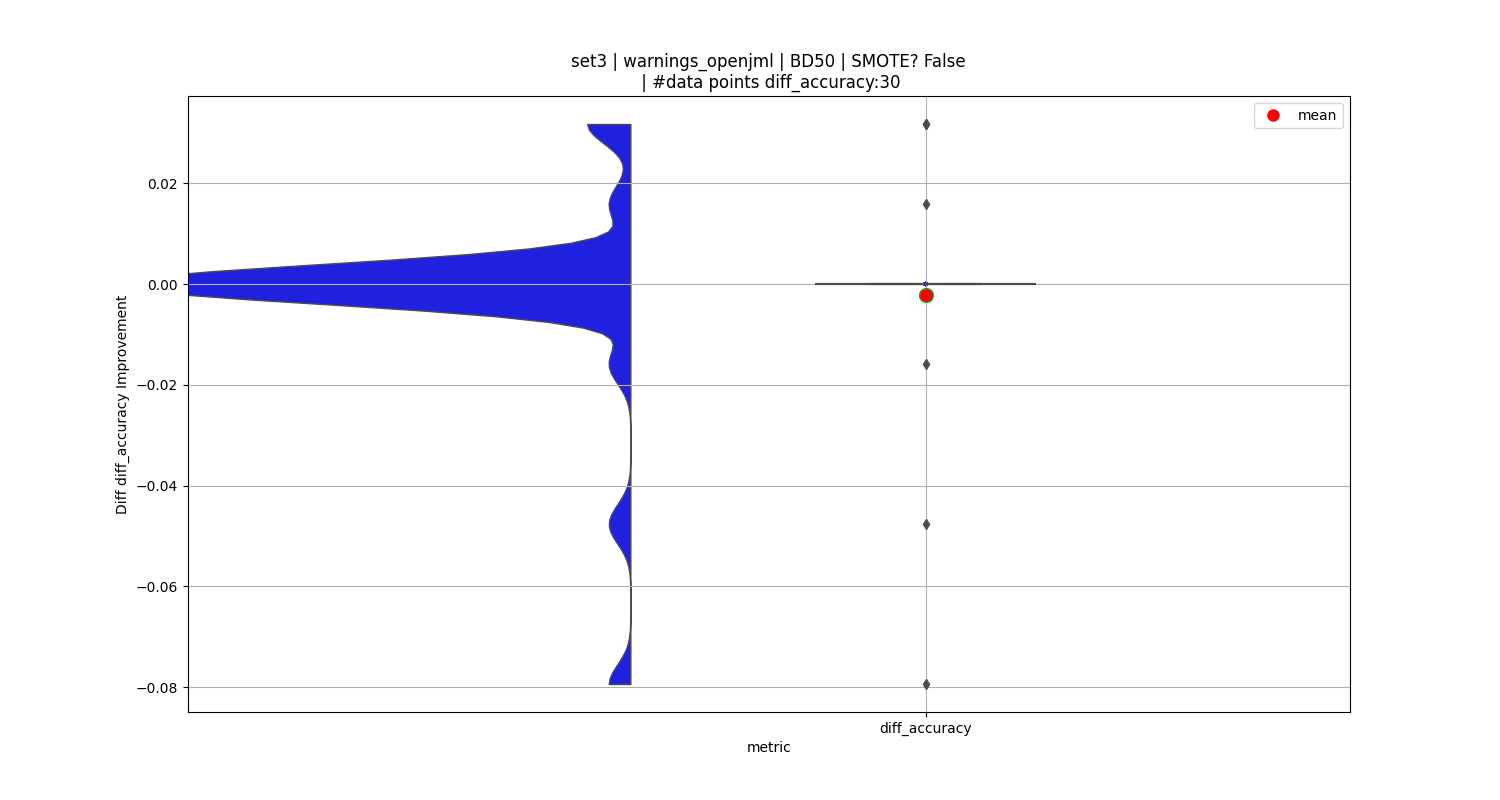 set3 | warnings_openjml | BD50 | SMOTE? False
| #data points diff_accuracy:30
mean
0.02
0.00
−0.02
−0.04
−0.06
−0.08
Diff diff_accuracy Improvement
diff_accuracy
metric